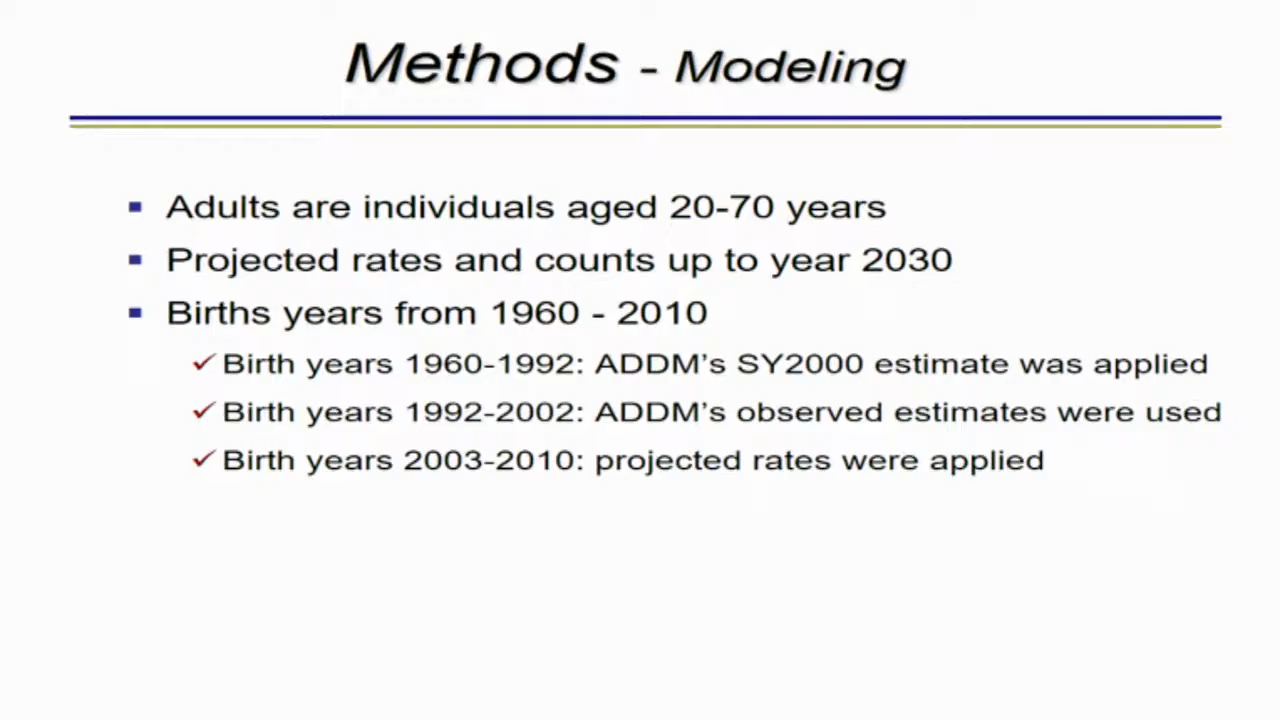 Methods - Modeling
Adults are individuals aged 20-70 years
Projected rates and counts up to year 2030
Births years from 1960 - 2010
Birth years 1960-1992: ADDM's SY2000 estimate was applied
Birth years 1992-2002: ADDM's observed estimates were used
Birth years 2003-2010: projected rates were applied